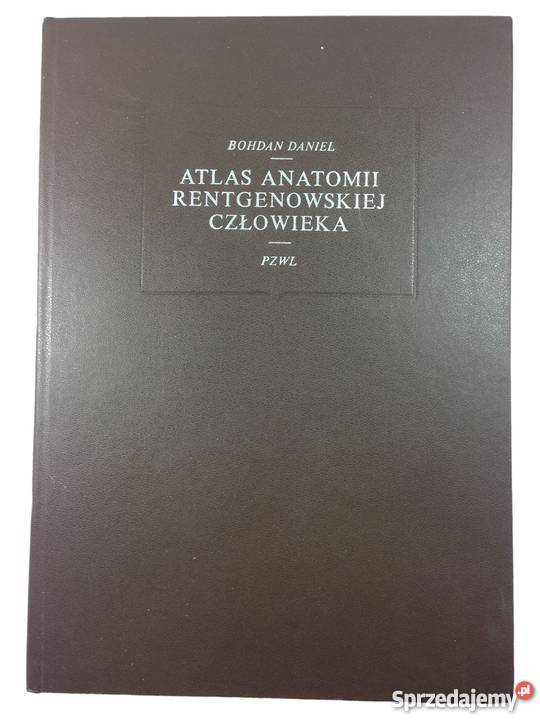 BOHDAN DANIEL
ATLAS ANATOMII
RENTGENOWSKIEJ
CZŁOWIEKA
PZWL
Sprzedajemy.pl